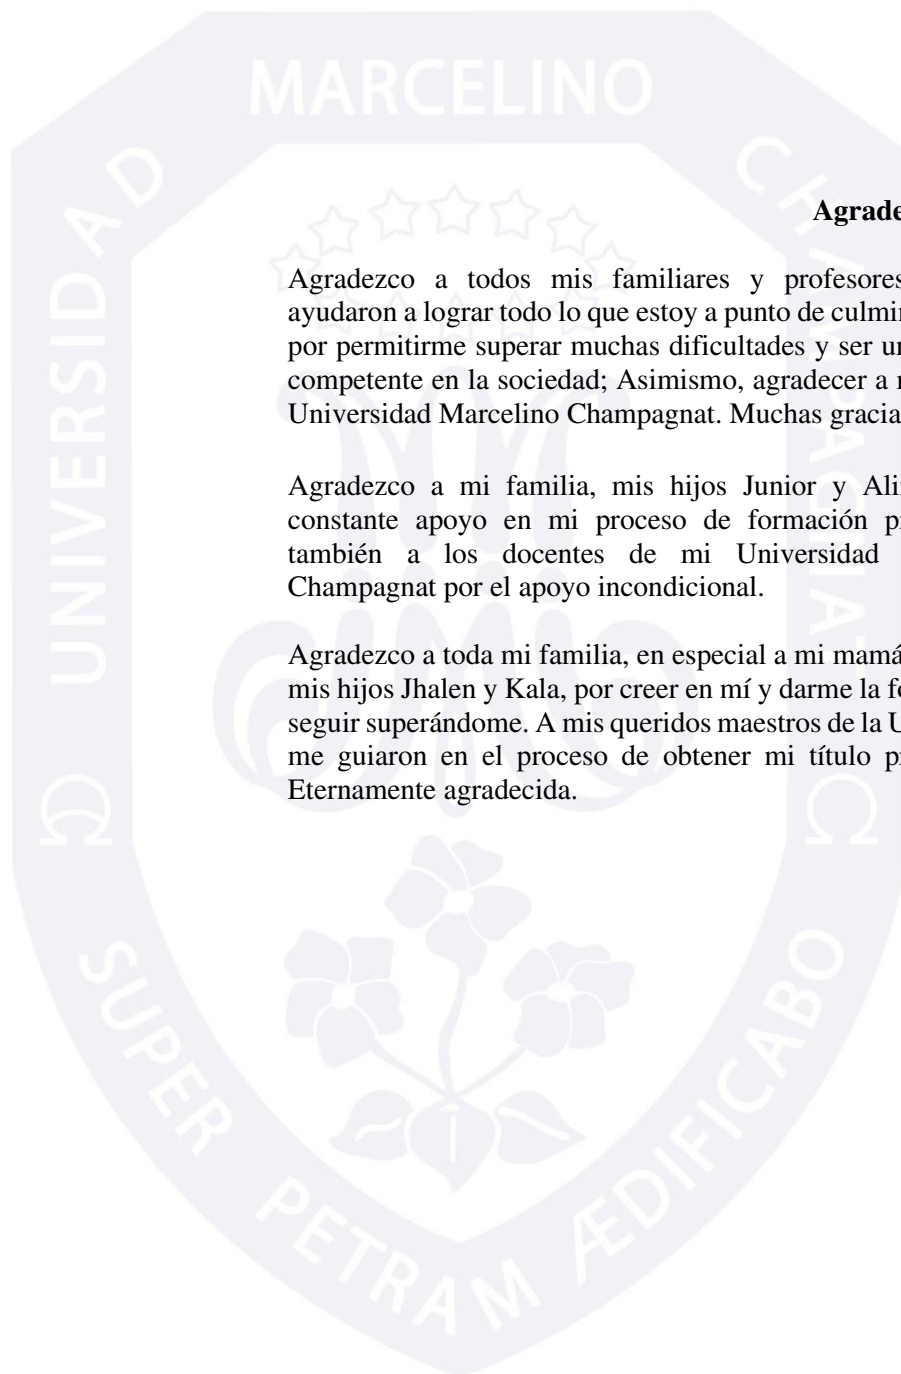 MARCELINO
UNIVERSIDAD
CHAMPAGNAT
Agrade
Agradezco a todos mis familiares y profesores
ayudaron a lograr todo lo que estoy a punto de culmi
por permitirme superar muchas dificultades y ser u
competente en la sociedad; Asimismo, agradecer a
Universidad Marcelino Champagnat. Muchas gracia
Agradezco a mi familia, mis hijos Junior y Ali
constante apoyo en mi proceso de formación p
también a los docentes de mi Universidad
Champagnat por el apoyo incondicional.
Agradezco a toda mi familia, en especial a mi mamá
mis hijos Jhalen y Kala, por creer en mí y darme la fo
seguir superándome. A mis queridos maestros de la U
me guiaron en el proceso de obtener mi título p
Eternamente agradecida.
SUPER PETRAM ÆDIFICABO